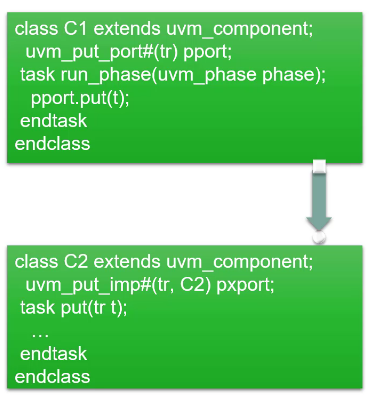 class C1 extends uvm_component;
uvm_put_port#(tr) pport;
task run_phase(uvm_phase phase);
pport.put(t);
endtask
endclass
class C2 extends uvm_component;
uvm_put_imp#(tr, C2) pxport;
task put(tr t);
…
endtask
endclass